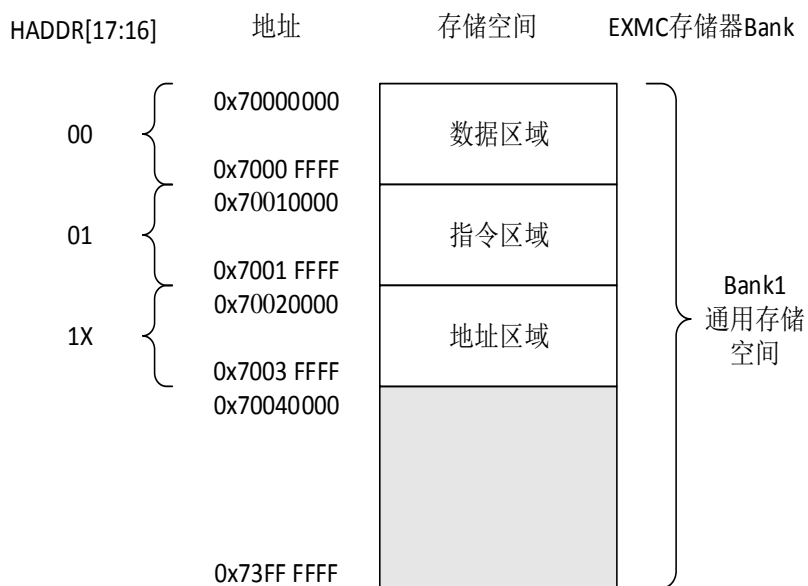 HADDR[17:16] 地址 存储空间 EXMC存储器Bank
0x70000000
00 数据区域
0x7000 FFFF
0x70010000
01 指令区域
0x7001 FFFF
0x70020000
1X 地址区域
0x7003 FFFF
0x70040000
Bank1
通用存储
空间
0x73FF FFFF